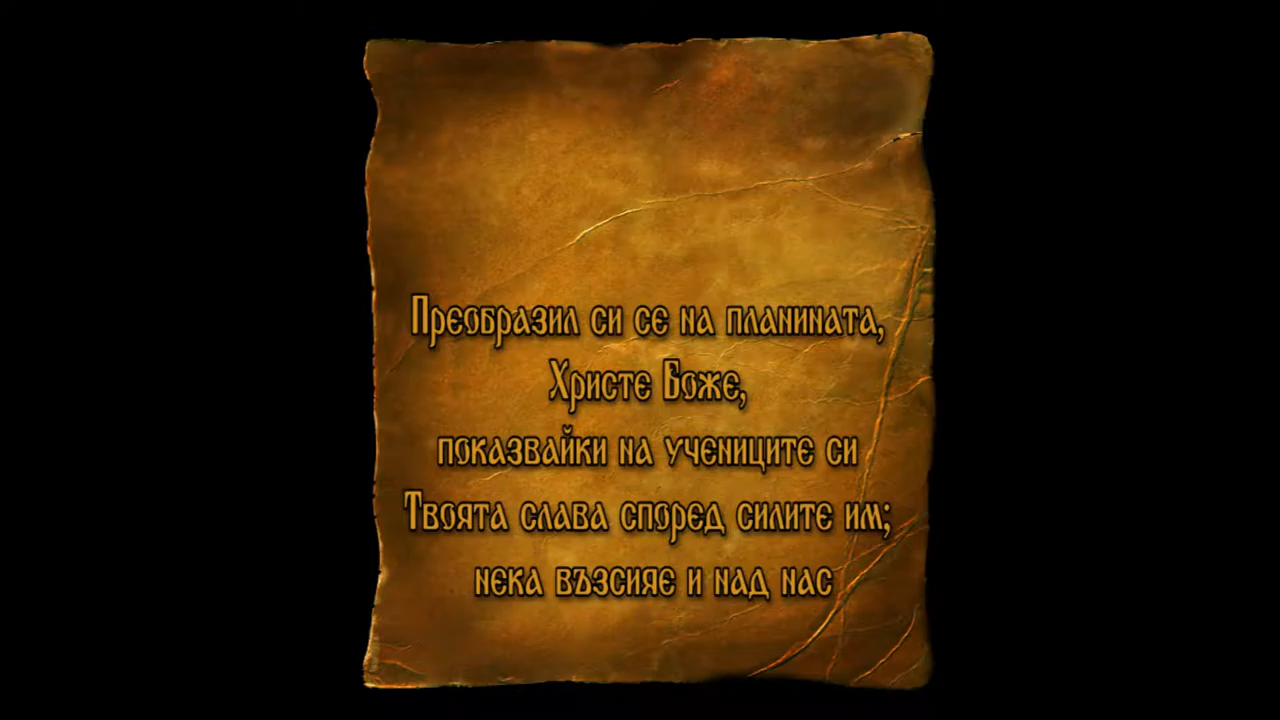 Преобразил си се на планината,
Христе Боже,
показвайки на учениците си
Твоята слава според силите им;
нека възсияе и над нас